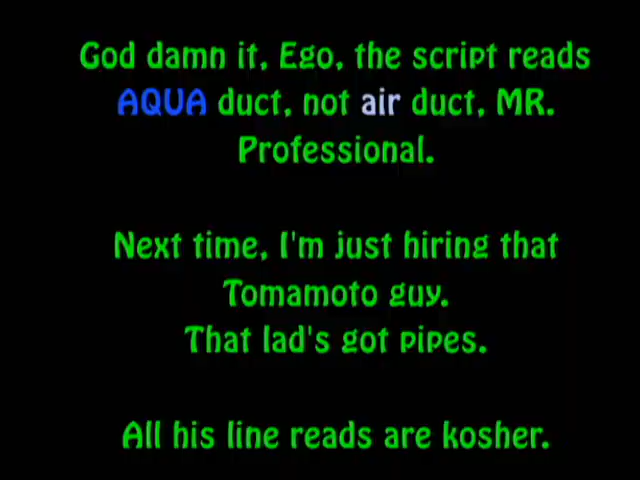 God damn it, Ego, the script reads
AQUA duct, not air duct, MR.
Professional.
Next time, I'm just hiring that
Tomamoto guy.
That lad's got pipes.
All his line reads are kosher.